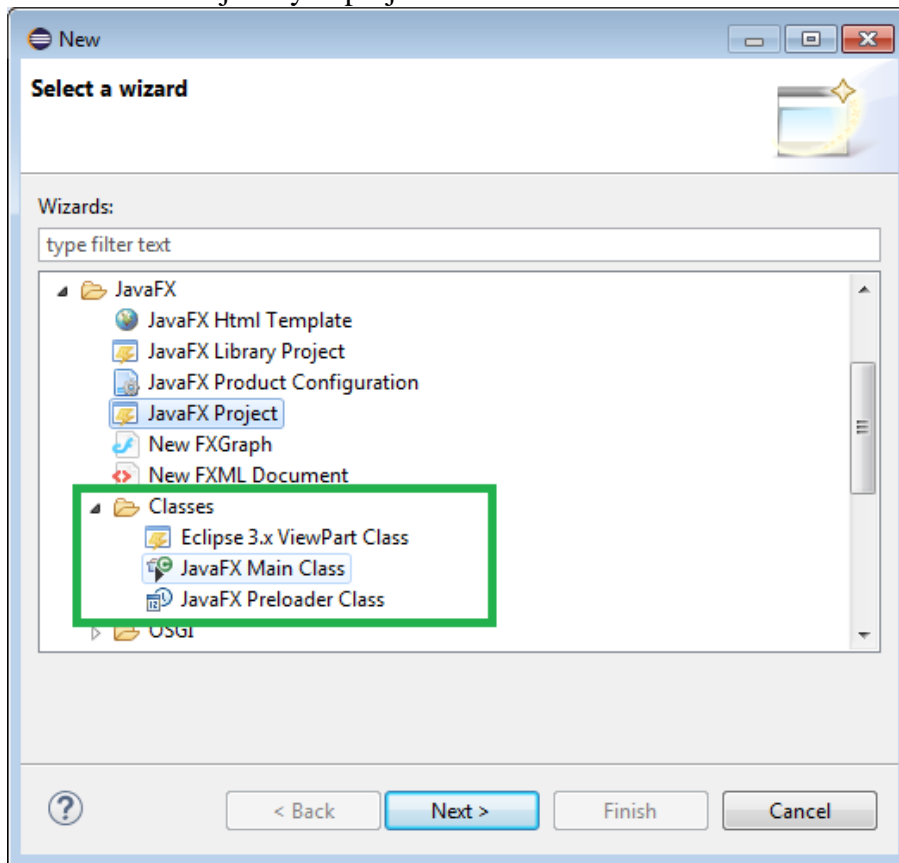 New
Select a wizard
Wizards:
type filter text
JavaFX
JavaFX Html Template
JavaFX Library Project
JavaFX Product Configuration
JavaFX Project
New FXGraph
New FXML Document
Classes
Eclipse 3.x ViewPart Class
JavaFX Main Class
JavaFX Preloader Class
OSGi
< Back Next > Finish Cancel